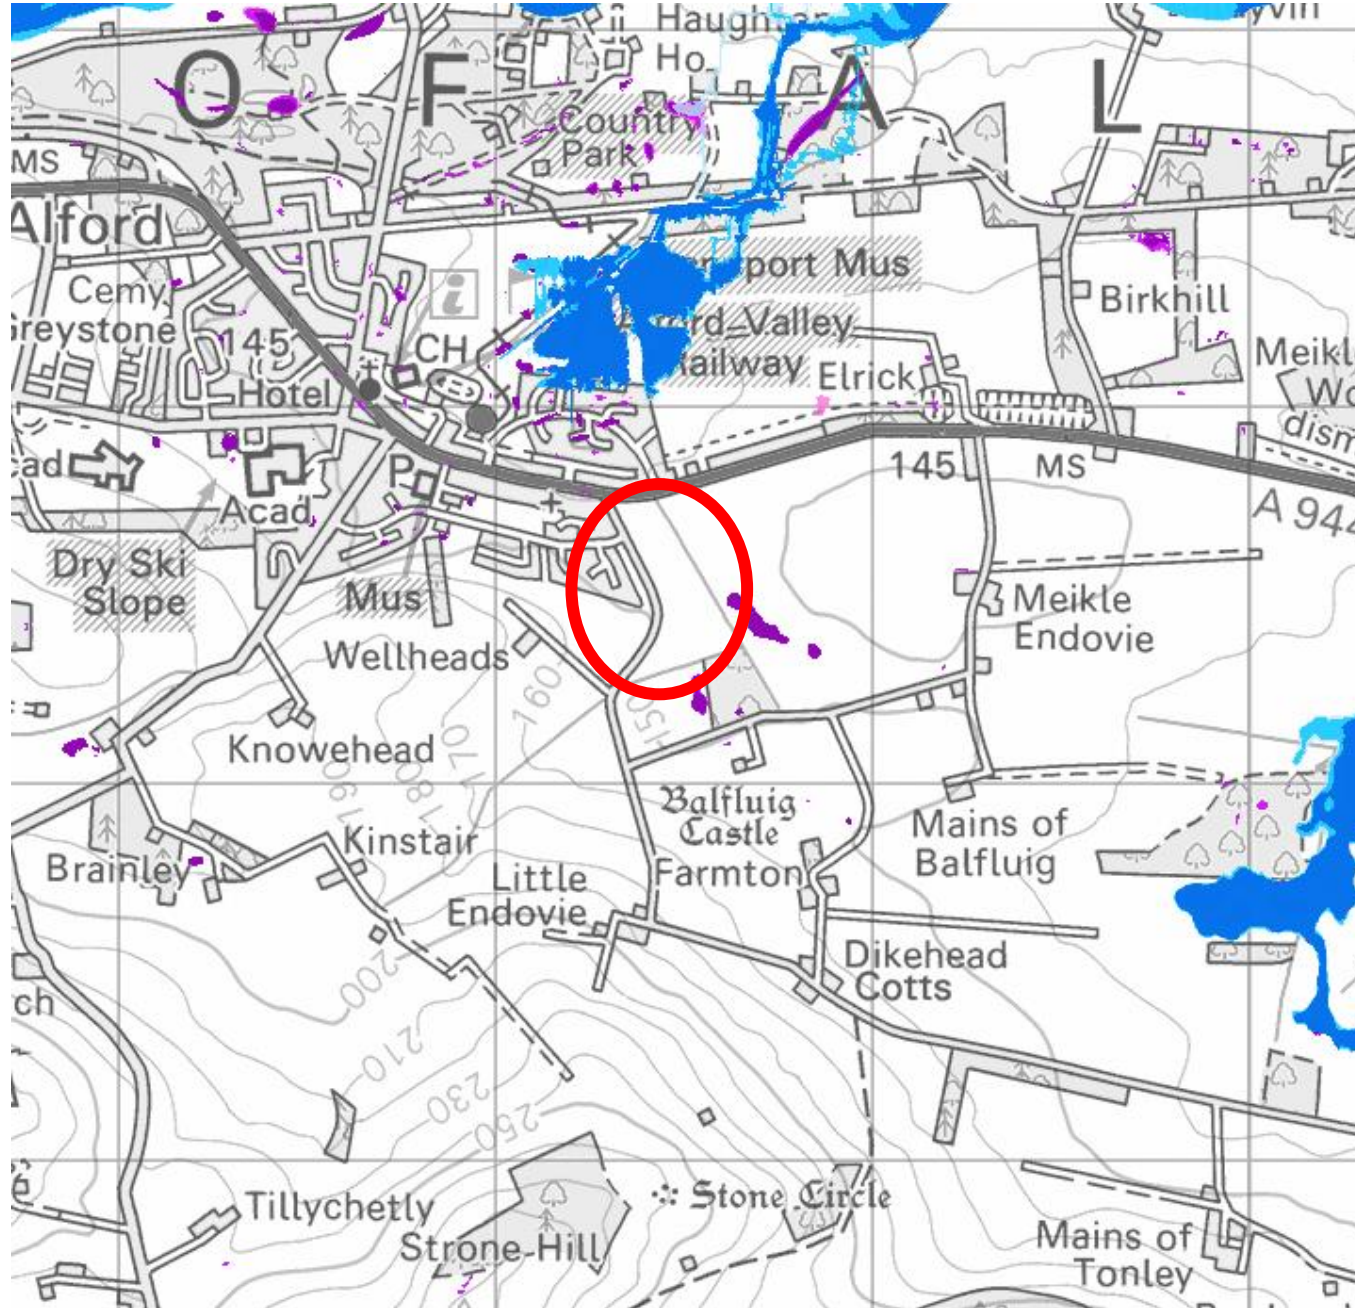 Haugh
Ho
O F A L
Country
Park
MS
Alford
port Mus
Cemy
Greystone
145
CH
Valley
Railway
Birkhill
Hotel
Elrick
Meikl
Wo
dism
P
Acad
145
MS
A 944
Dry Ski
Slope
Mus
Meikle
Endovie
Wellheads
160
150
Knowehead
170
180
190
Balfluig
Castle
Kinstair
Mains of
Balfluig
Brainley
Little
Endovie
Farmton
200
Dikehead
Cotts
ch
210
230
250
Stone Circle
Tillychetly
Strone Hill
Mains of
Tonley